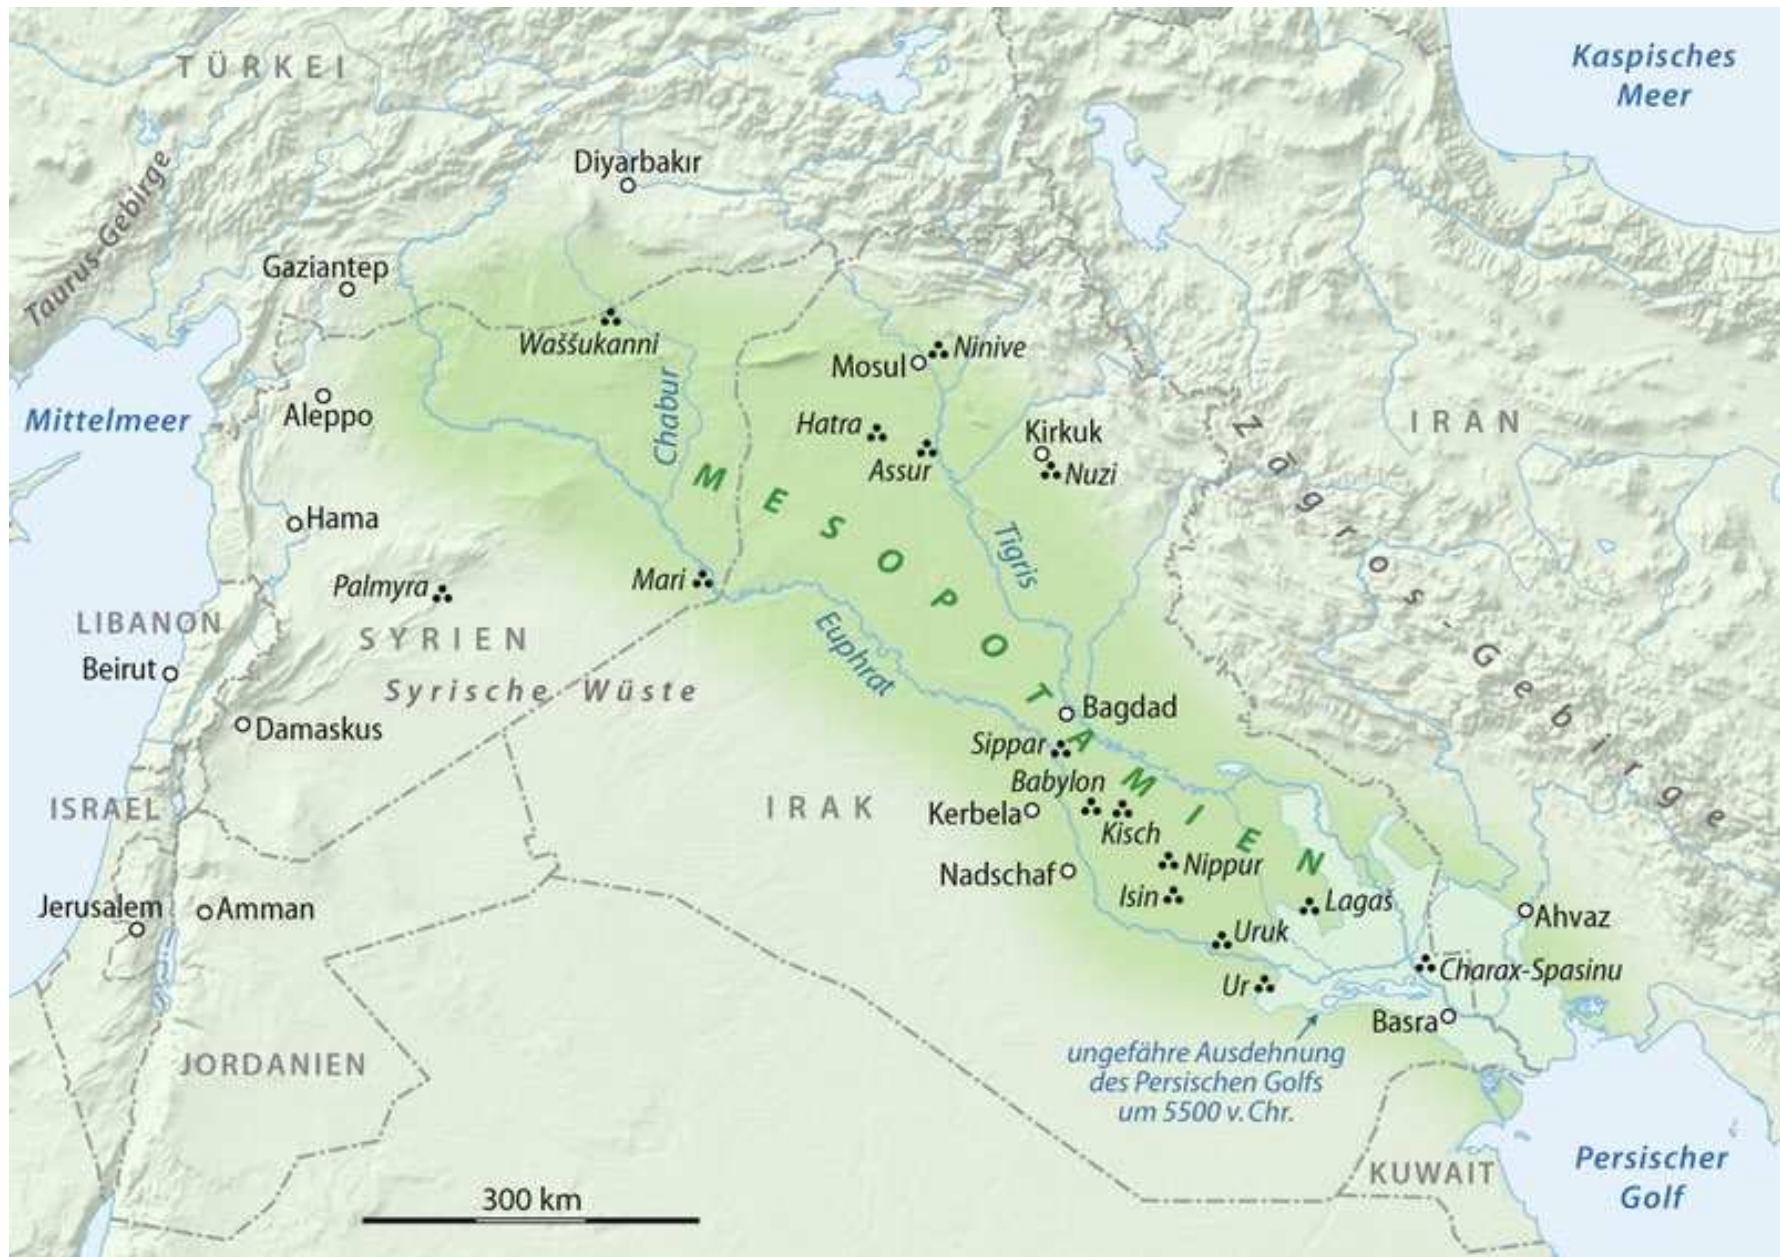 TÜRKEI
Kaspisches
Meer
Diyarbakır
Taurus-Gebirge
Gaziantep
Waššukanni
Mosul
Ninive
Mittelmeer
Aleppo
Chabur
Hatra
Assur
Kirkuk
Nuzi
IRAN
Zāgros-Gebirge
MESOPOTAMIEN
Hama
Tigris
Palmyra
Mari
LIBANON
SYRIEN
Euphrat
Beirut
Syrische Wüste
Damaskus
Bagdad
Sippar
Babylon
ISRAEL
IRAK
Kerbela
Kisch
Nippur
Nadschaf
Isin
Lagaš
Jerusalem
Amman
Ahvaz
Uruk
Charax-Spasinu
Ur
Basra
JORDANIEN
ungefähre Ausdehnung
des Persischen Golfs
um 5500 v. Chr.
KUWAIT
Persischer
Golf
300 km